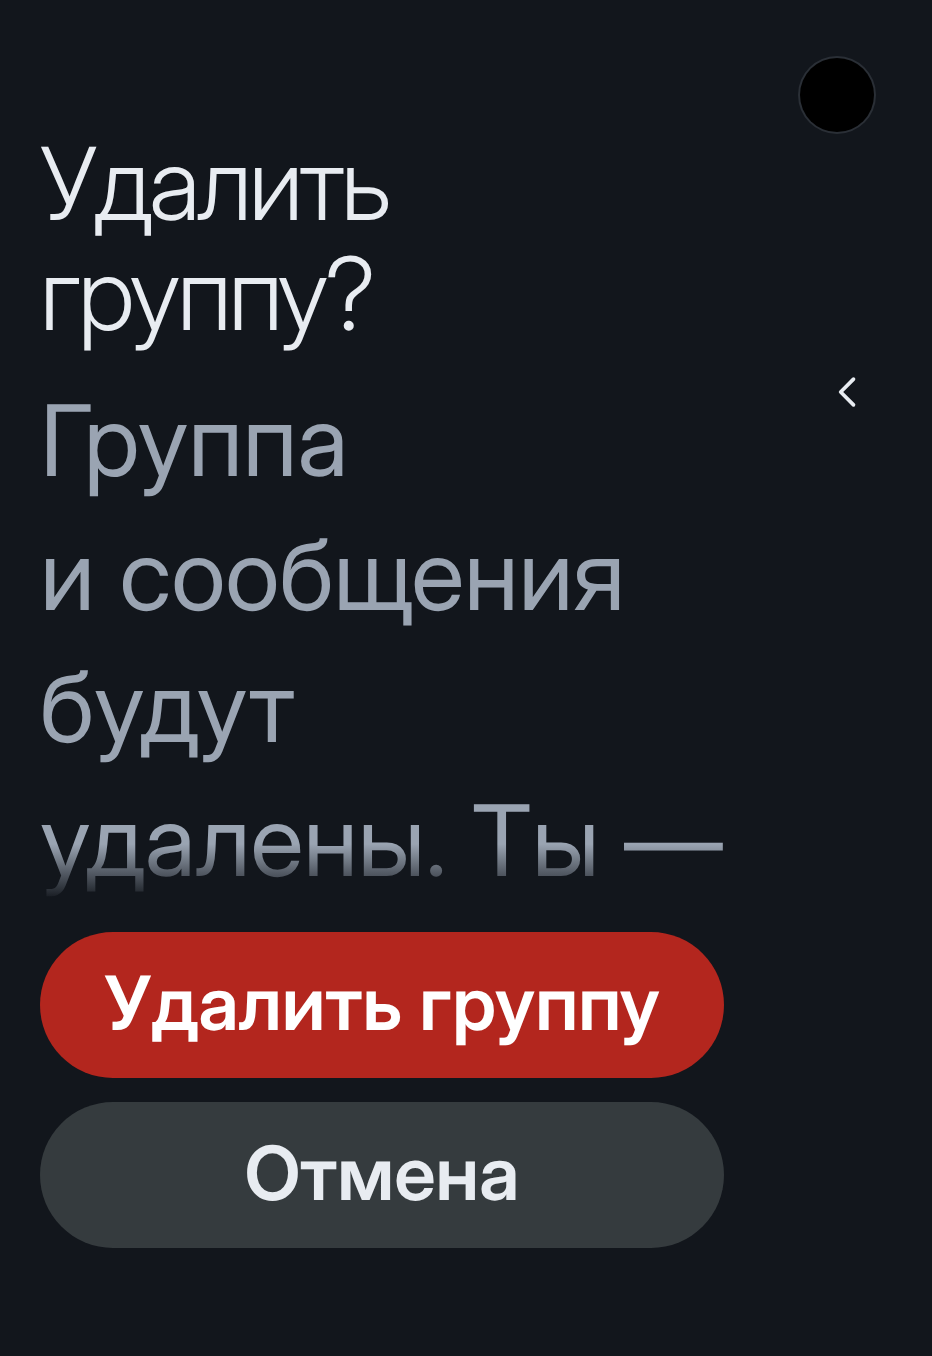 Удалить
группу?
Группа
и сообщения
будут
удалены. Ты —
Удалить группу
Отмена